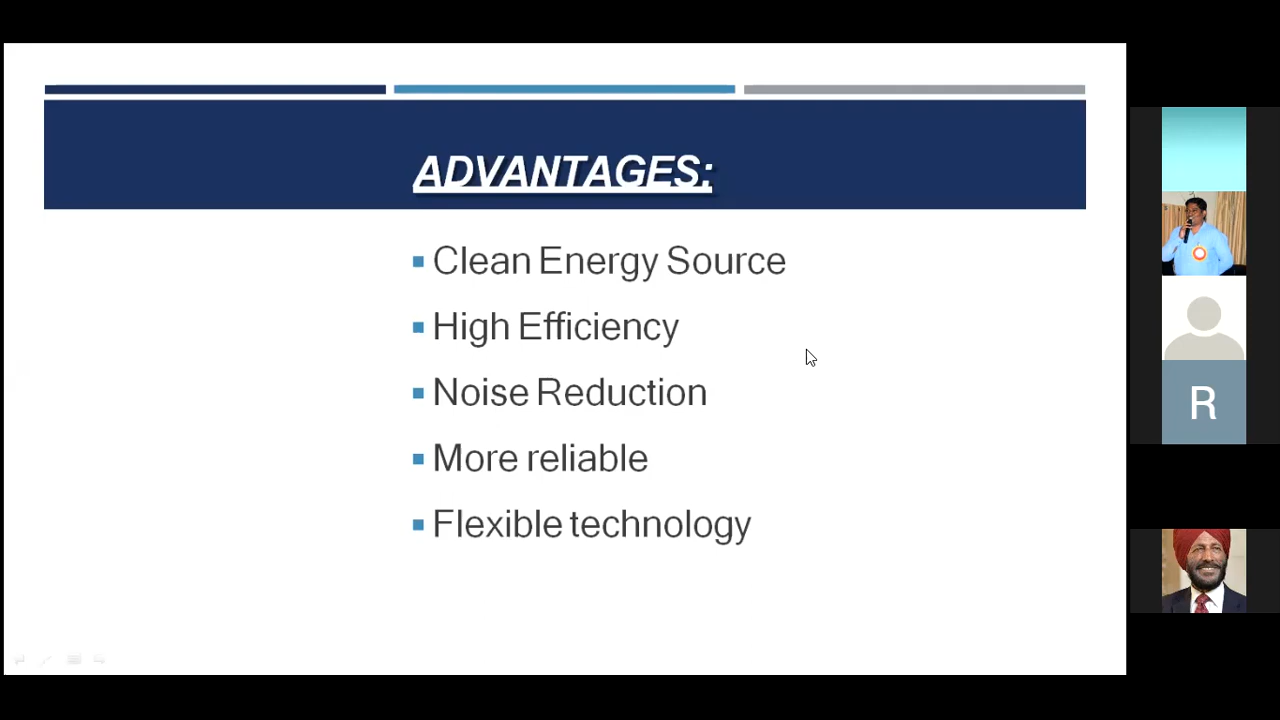 ADVANTAGES:
Clean Energy Source
High Efficiency
Noise Reduction
More reliable
Flexible technology
R